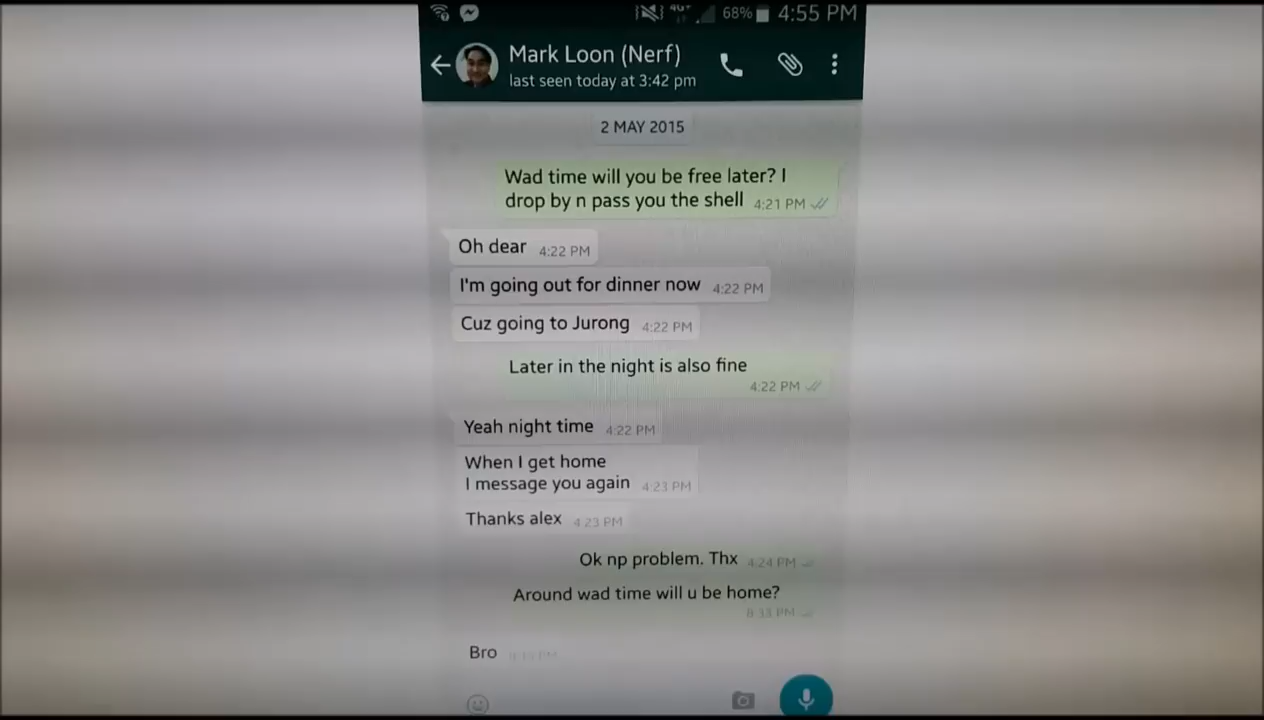 4G+ 68% 4:55 PM
Mark Loon (Nerf)
last seen today at 3:42 pm
2 MAY 2015
Wad time will you be free later? I
drop by n pass you the shell 4:21 PM
Oh dear 4:22 PM
I'm going out for dinner now 4:22 PM
Cuz going to Jurong 4:22 PM
Later in the night is also fine
4:22 PM
Yeah night time 4:22 PM
When I get home
I message you again 4:23 PM
Thanks alex 4:23 PM
Ok np problem. Thx 4:24 PM
Around wad time will u be home?
8:33 PM
Bro